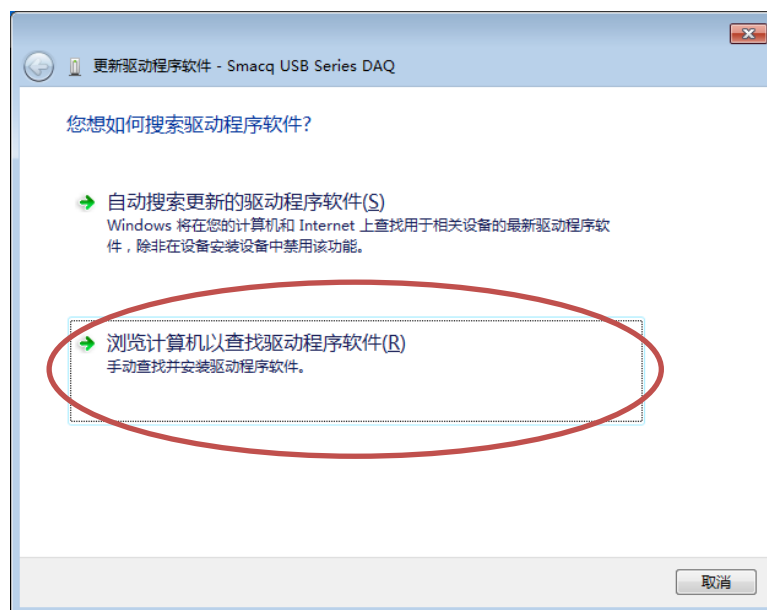 更新驱动程序软件 - Smacq USB Series DAQ
您想如何搜索驱动程序软件?
自动搜索更新的驱动程序软件(S)
Windows 将在您的计算机和 Internet 上查找用于相关设备的最新驱动程序软
件，除非在设备安装设备中禁用该功能。
浏览计算机以查找驱动程序软件(R)
手动查找并安装驱动程序软件。
取消